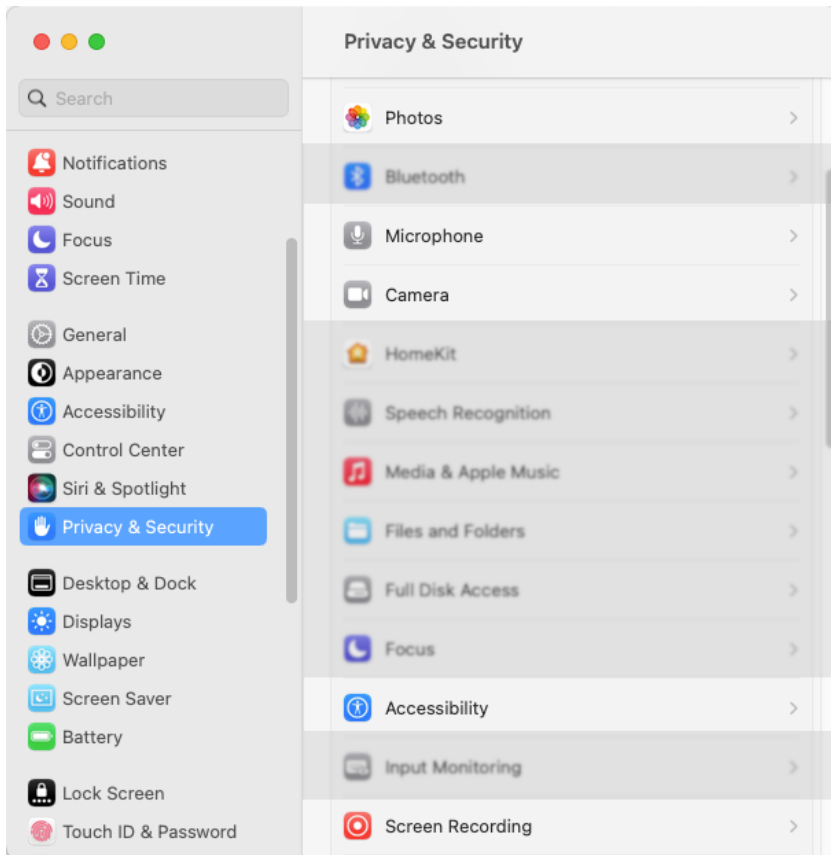 Privacy & Security
Search
Notifications
Sound
Focus
Screen Time
General
Appearance
Accessibility
Control Center
Siri & Spotlight
Privacy & Security
Desktop & Dock
Displays
Wallpaper
Screen Saver
Battery
Lock Screen
Touch ID & Password
Photos
Bluetooth
Microphone
Camera
HomeKit
Speech Recognition
Media & Apple Music
Files and Folders
Full Disk Access
Focus
Accessibility
Input Monitoring
Screen Recording